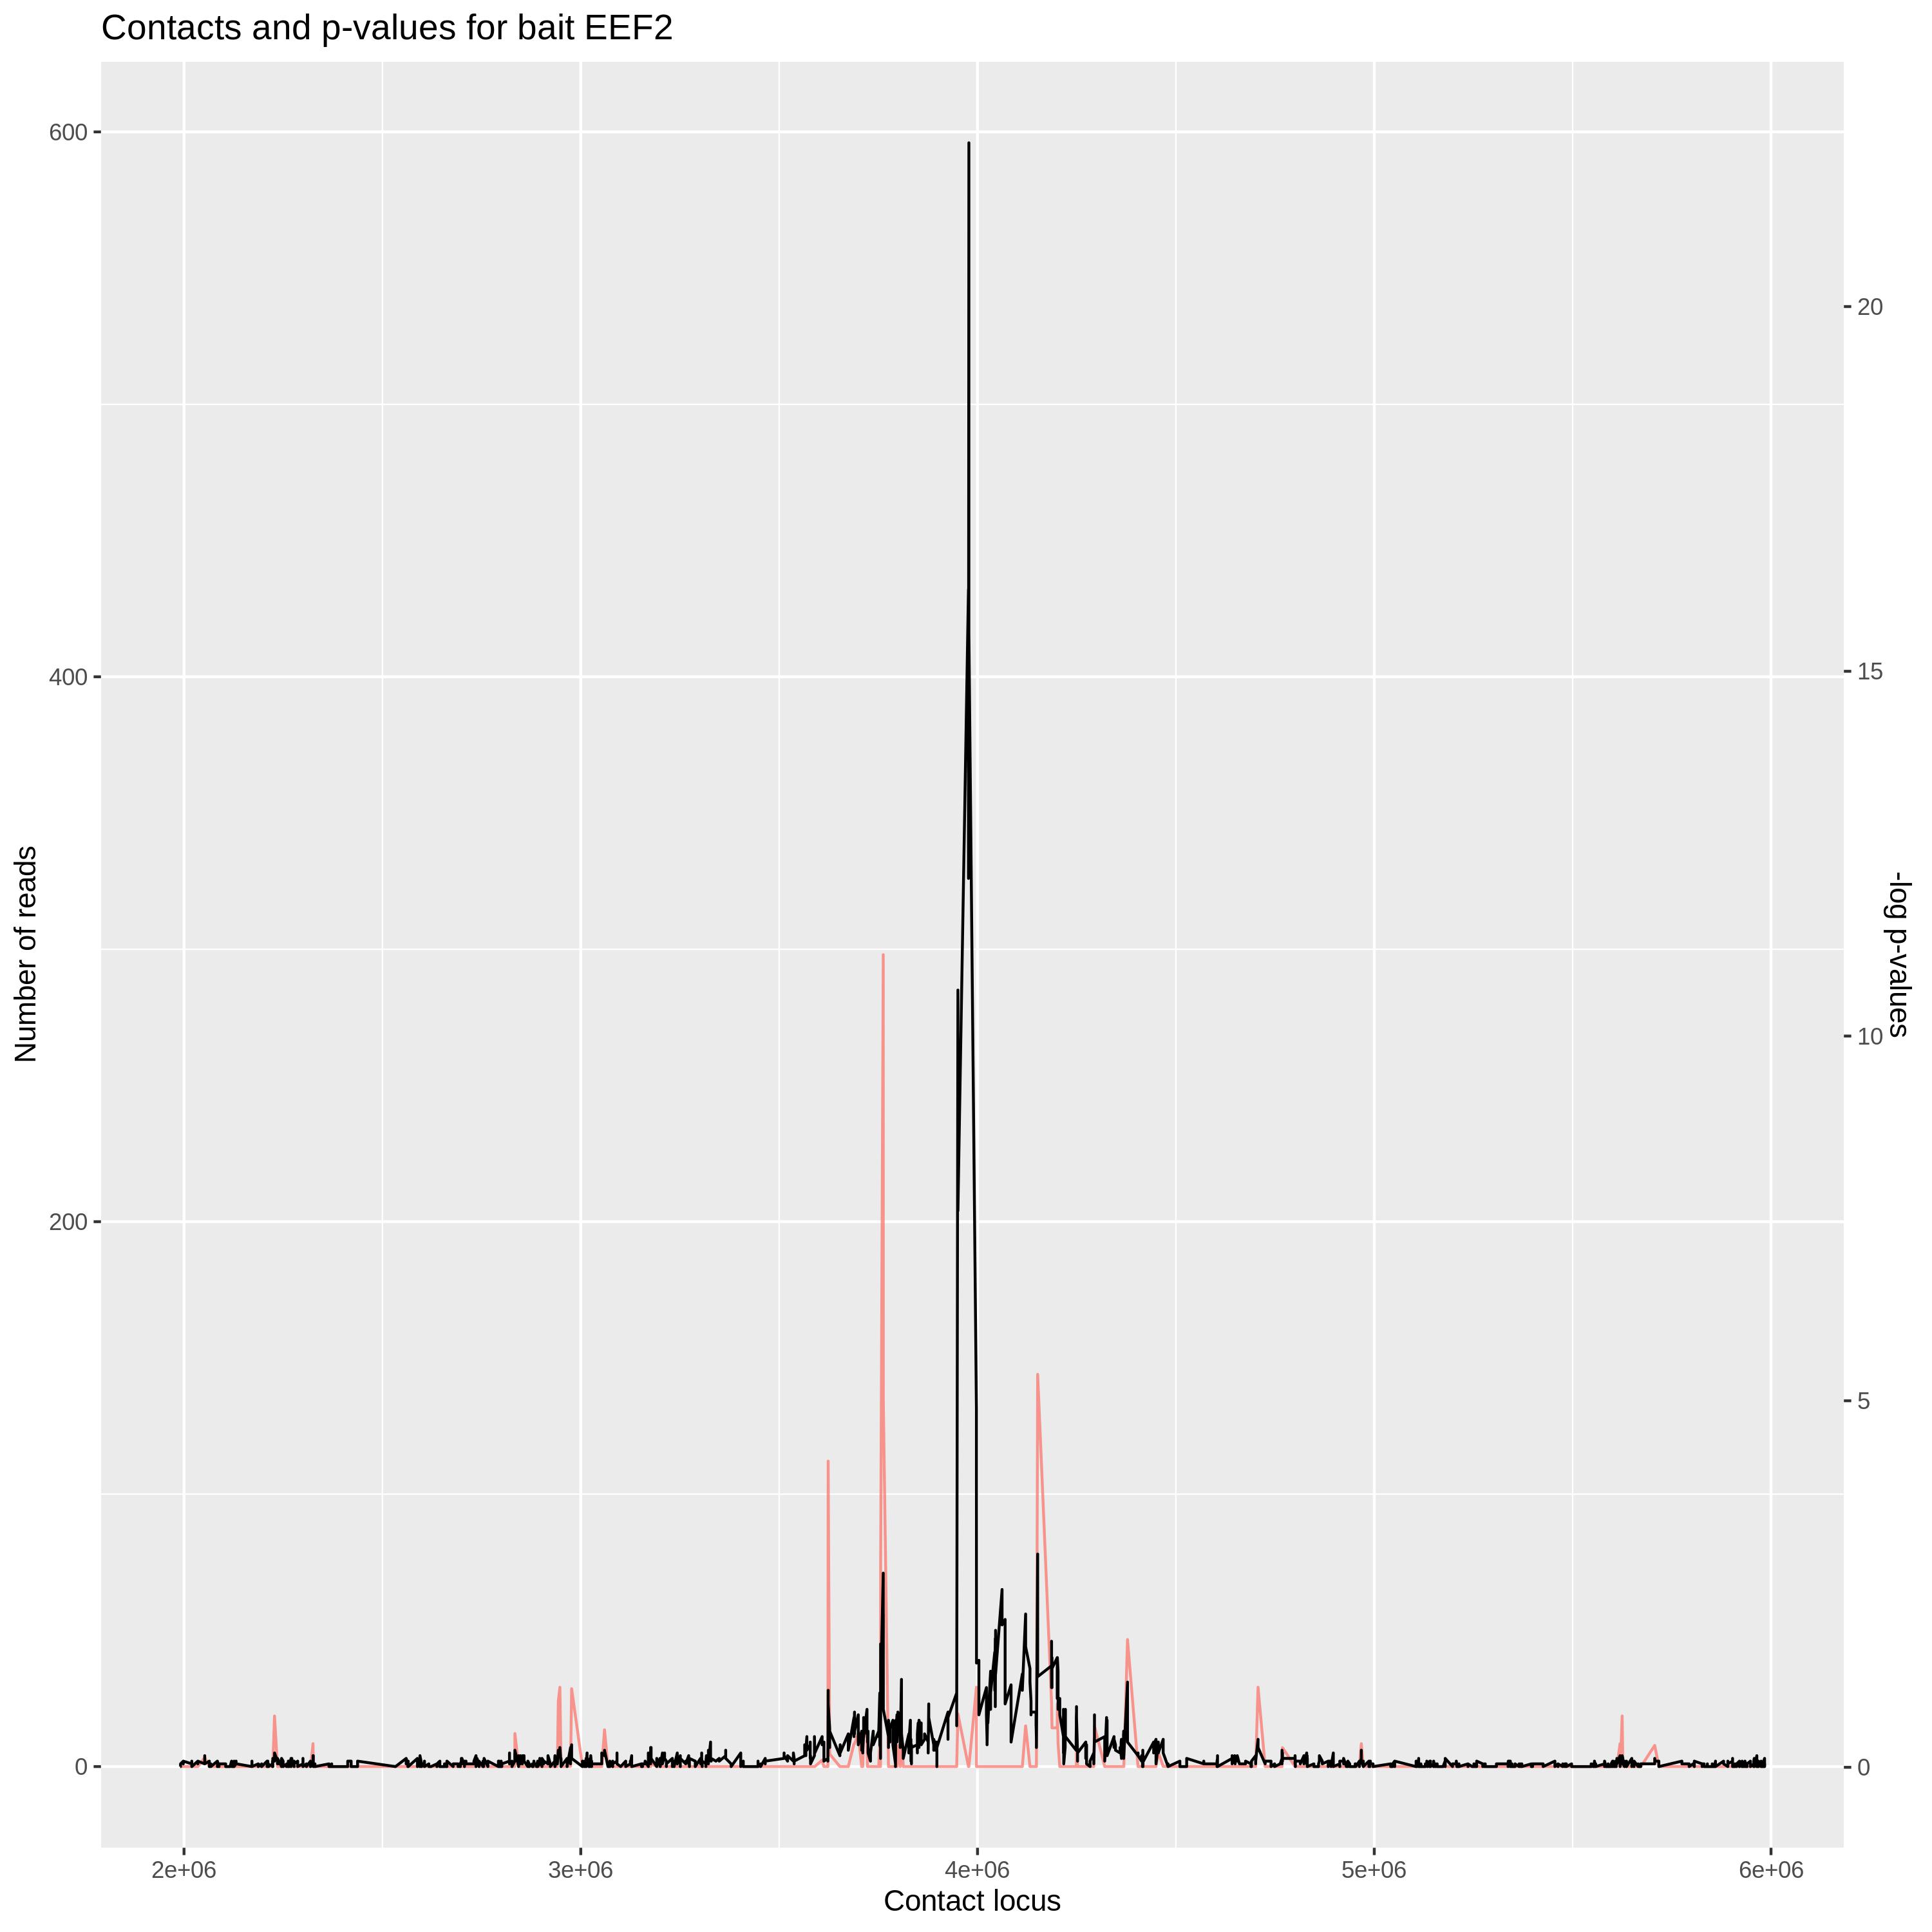 Contacts and p-values for bait EEF2
600
400
200
0
Number of reads
20
15
10
5
0
-log p-values
2e+06
3e+06
4e+06
5e+06
6e+06
Contact locus